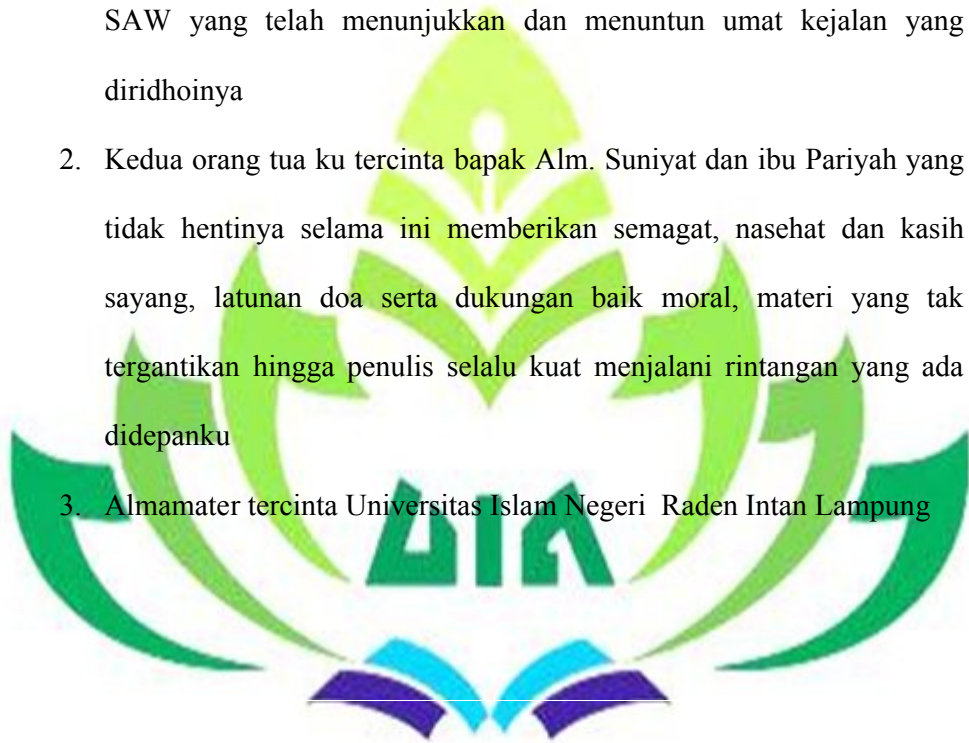 SAW yang telah menunjukkan dan menuntun umat kejalan yang
diridhoinya
2. Kedua orang tua ku tercinta bapak Alm. Suniyat dan ibu Pariyah yang
tidak hentinya selama ini memberikan semagat, nasehat dan kasih
sayang, latunan doa serta dukungan baik moral, materi yang tak
tergantikan hingga penulis selalu kuat menjalani rintangan yang ada
didepanku
3. Almamater tercinta Universitas Islam Negeri Raden Intan Lampung
UIN